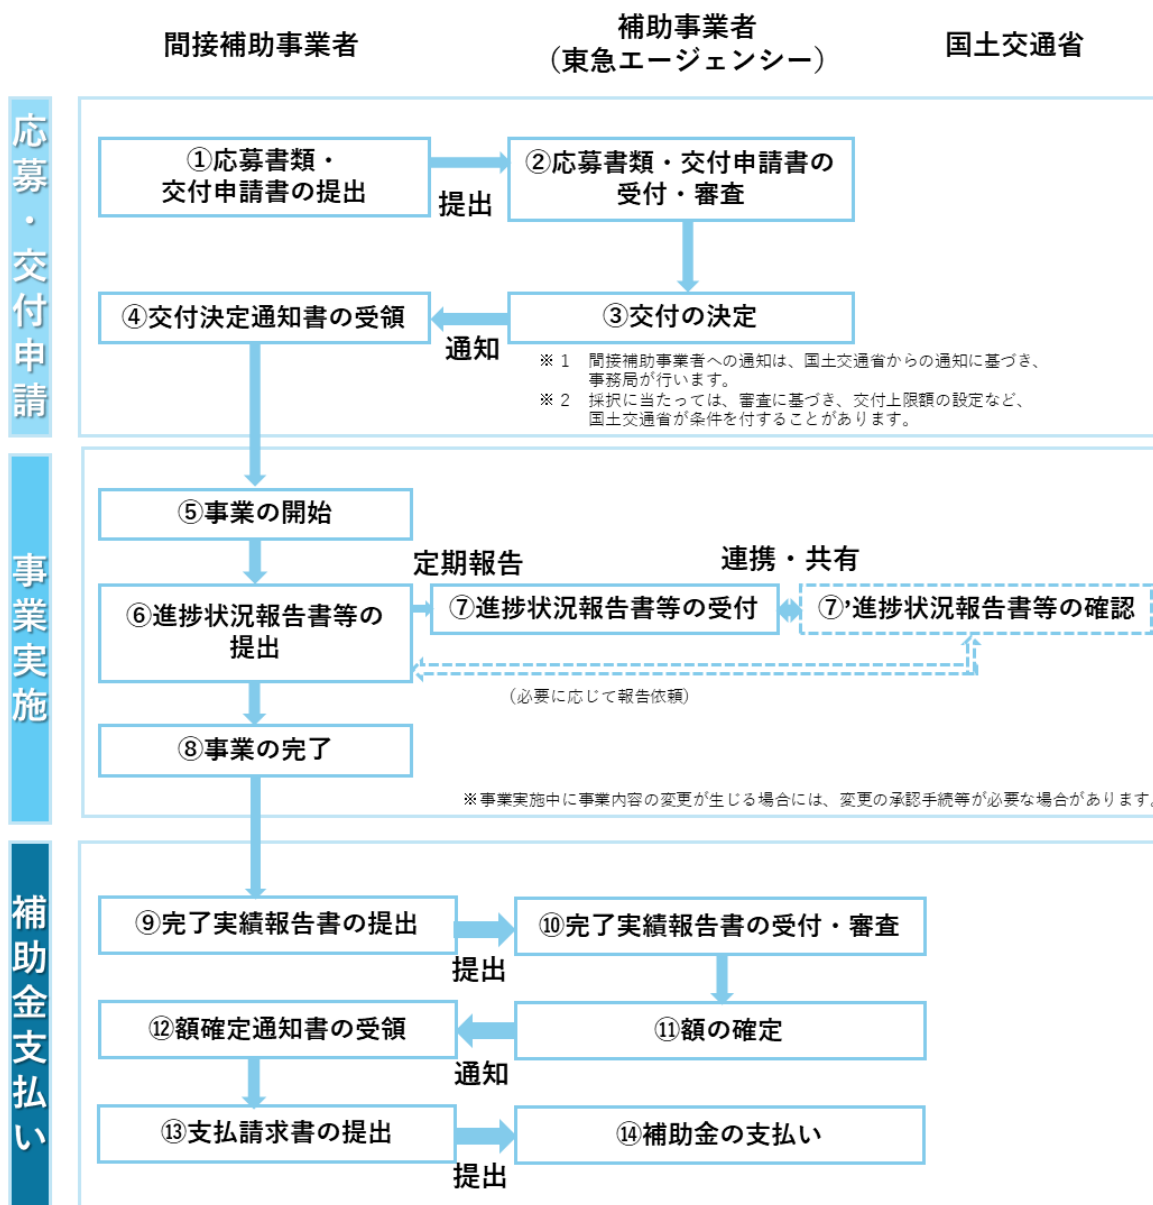 間接補助事業者
補助事業者
（東急エージェンシー）
国土交通省
応募・交付申請
①応募書類・
交付申請書の提出
提出
②応募書類・交付申請書の
受付・審査
④交付決定通知書の受領
通知
③交付の決定
※１　間接補助事業者への通知は、国土交通省からの通知に基づき、
事務局が行います。
※２　採択に当たっては、審査に基づき、交付上限額の設定など、
国土交通省が条件を付することがあります。
事業実施
⑤事業の開始
定期報告
連携・共有
⑥進捗状況報告書等の
提出
⑦進捗状況報告書等の受付
⑦’進捗状況報告書等の確認
（必要に応じて報告依頼）
⑧事業の完了
※事業実施中に事業内容の変更が生じる場合には、変更の承認手続等が必要な場合があります。
補助金支払い
⑨完了実績報告書の提出
提出
⑩完了実績報告書の受付・審査
⑫額確定通知書の受領
通知
⑪額の確定
⑬支払請求書の提出
提出
⑭補助金の支払い